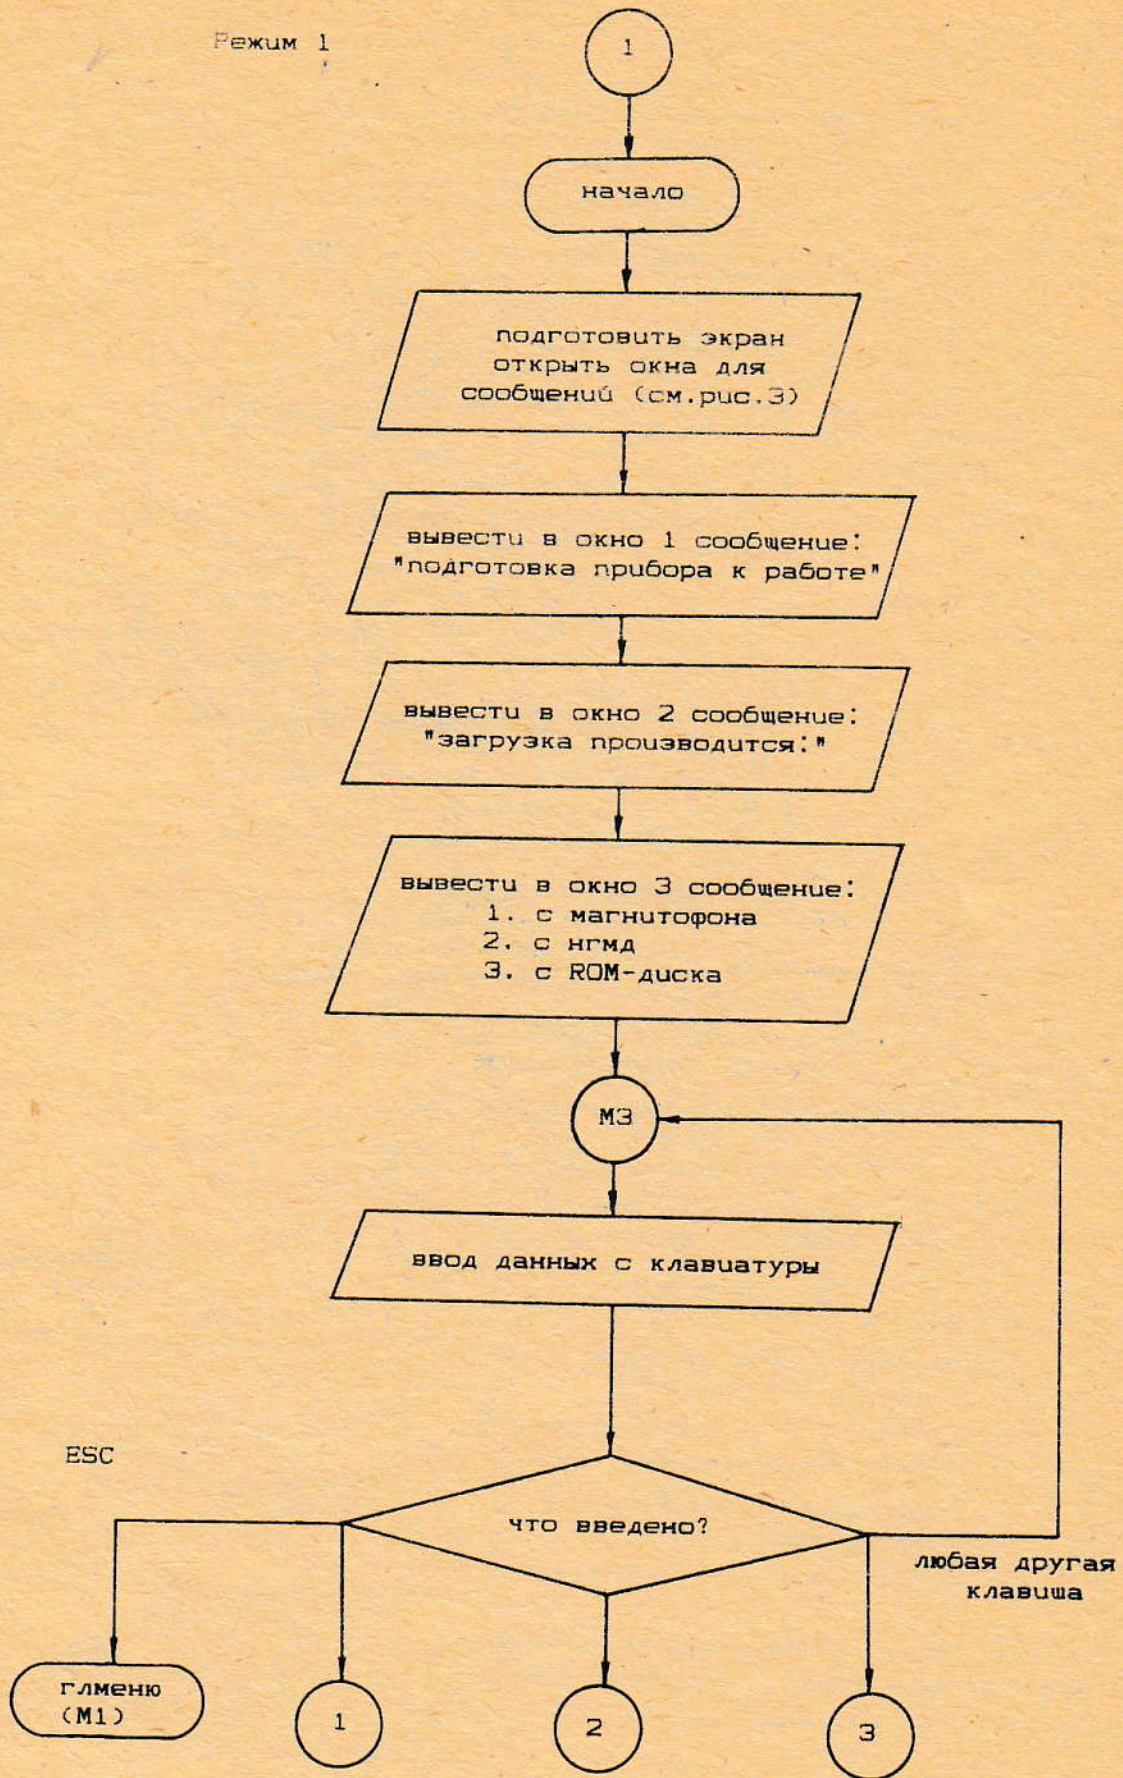 Режим 1
1
начало
подготовить экран
открыть окна для
сообщений (см.рис.3)
вывести в окно 1 сообщение:
"подготовка прибора к работе"
вывести в окно 2 сообщение:
"загрузка производится:"
вывести в окно 3 сообщение:
1. с магнитофона
2. с нгмд
3. с ROM-диска
М3
ввод данных с клавиатуры
ESC
что введено?
любая другая
клавиша
глменю
(М1)
1
2
3